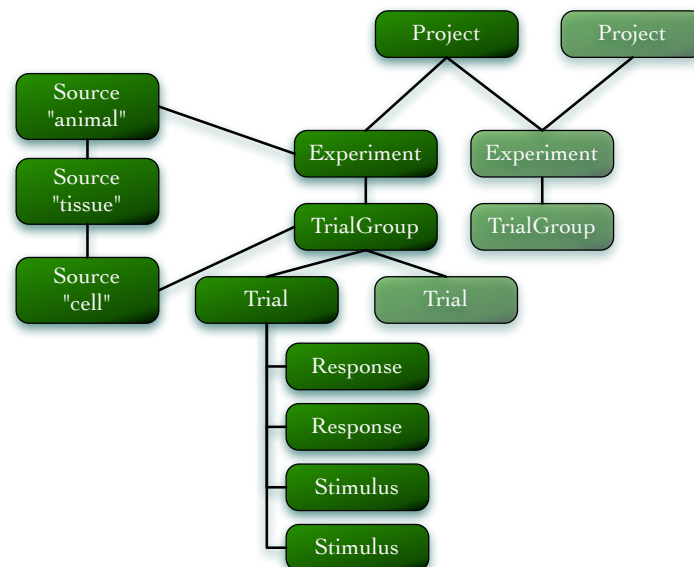 Project
Project
Source
"animal"
Experiment
Experiment
Source
"tissue"
TrialGroup
TrialGroup
Source
"cell"
Trial
Trial
Response
Response
Stimulus
Stimulus